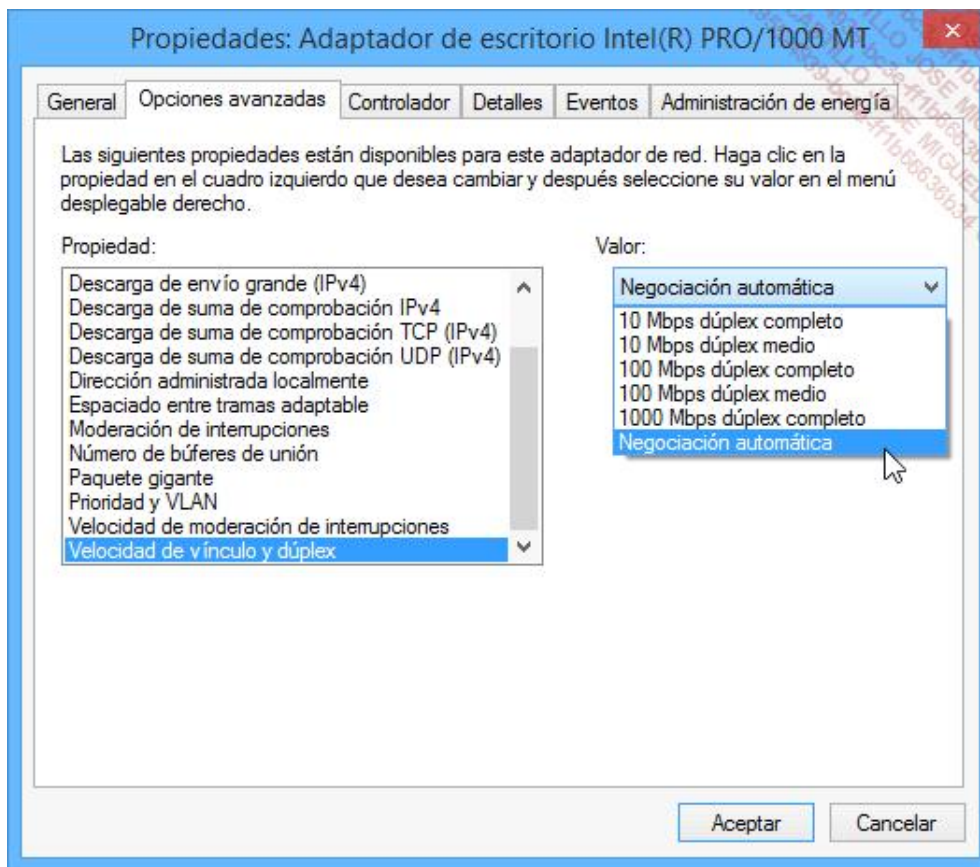 Propiedades: Adaptador de escritorio Intel(R) PRO/1000 MT
General
Opciones avanzadas
Controlador
Detalles
Eventos
Administración de energía
Las siguientes propiedades están disponibles para este adaptador de red. Haga clic en la
propiedad en el cuadro izquierdo que desea cambiar y después seleccione su valor en el menú
desplegable derecho.
Propiedad:
Descarga de envío grande (IPv4)
Descarga de suma de comprobación IPv4
Descarga de suma de comprobación TCP (IPv4)
Descarga de suma de comprobación UDP (IPv4)
Dirección administrada localmente
Espaciado entre tramas adaptable
Moderación de interrupciones
Número de búferes de unión
Paquete gigante
Prioridad y VLAN
Velocidad de moderación de interrupciones
Velocidad de vínculo y dúplex
Valor:
Negociación automática
10 Mbps dúplex completo
10 Mbps dúplex medio
100 Mbps dúplex completo
100 Mbps dúplex medio
1000 Mbps dúplex completo
Negociación automática
Aceptar
Cancelar